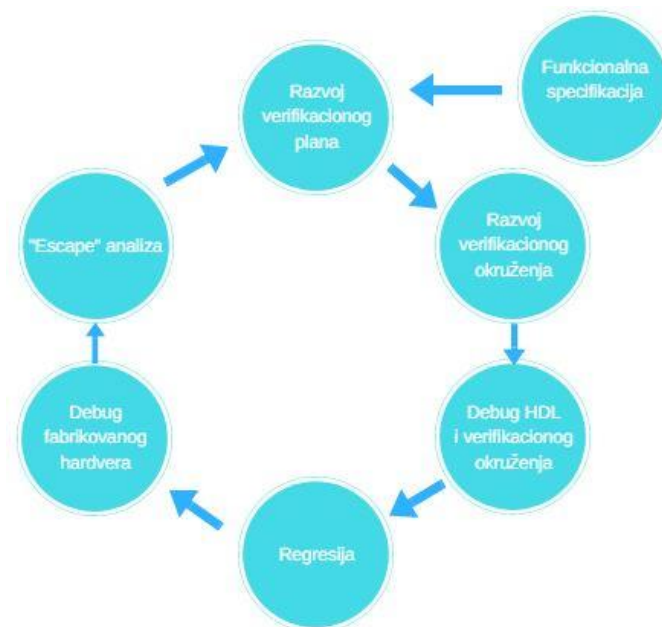 Funkcionalna
specifikacija
Razvoj
verifikacionog
plana
Razvoj
verifikacionog
okruženja
Debug HDL
i verifikacionog
okruženja
Regresija
Debug
fabrikovanog
hardvera
"Escape" analiza